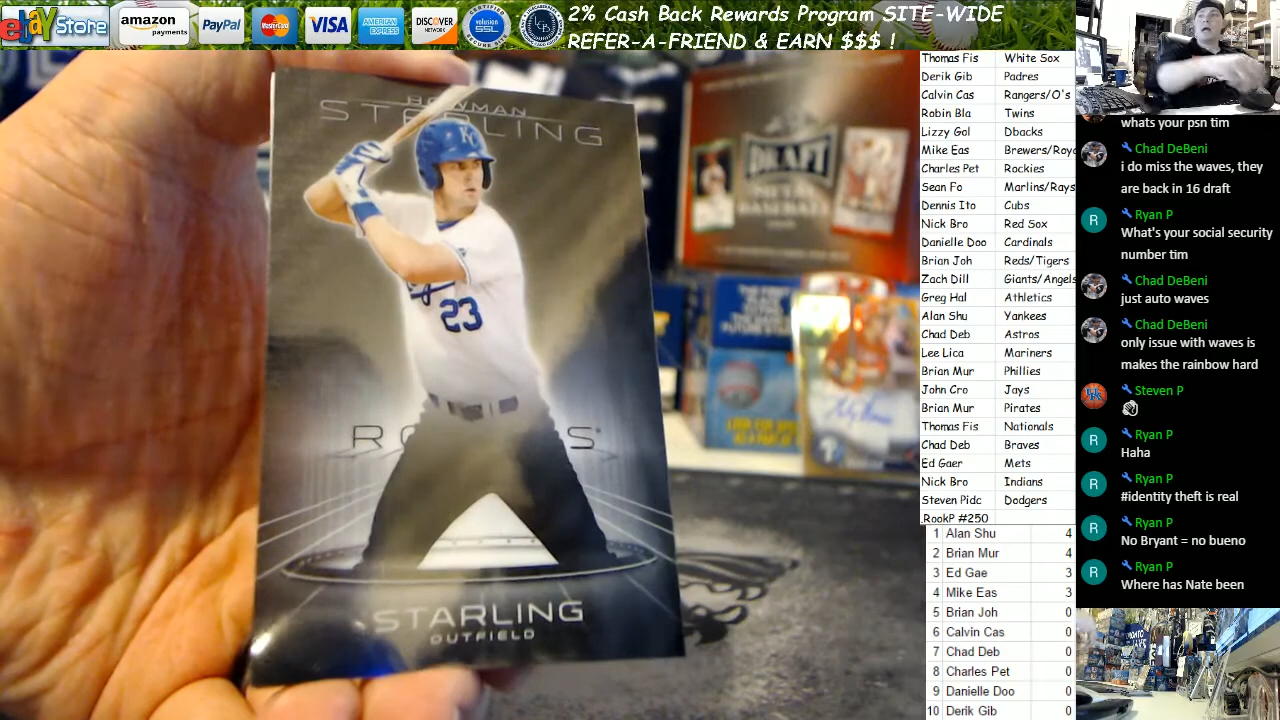 ebay Store
amazon payments
PayPal
MasterCard
VISA
AMERICAN EXPRESS
DISCOVER NETWORK
volusion SSL
2% Cash Back Rewards Program SITE-WIDE
REFER-A-FRIEND & EARN $$$ !
BOWMAN
STERLING
DRAFT
23
STARLING
OUTFIELD
Thomas Fis White Sox
Derik Gib Padres
Calvin Cas Rangers/O's
Robin Bla Twins
Lizzy Gol Dbacks
Mike Eas Brewers/Roya
Charles Pet Rockies
Sean Fo Marlins/Rays
Dennis Ito Cubs
Nick Bro Red Sox
Danielle Doo Cardinals
Brian Joh Reds/Tigers
Zach Dill Giants/Angels
Greg Hal Athletics
Alan Shu Yankees
Chad Deb Astros
Lee Lica Mariners
Brian Mur Phillies
John Cro Jays
Brian Mur Pirates
Thomas Fis Nationals
Chad Deb Braves
Ed Gaer Mets
Nick Bro Indians
Steven Pidc Dodgers
RookP #250
1 Alan Shu 4
2 Brian Mur 4
3 Ed Gae 3
4 Mike Eas 3
5 Brian Joh 0
6 Calvin Cas 0
7 Chad Deb 0
8 Charles Pet 0
9 Danielle Doo 0
10 Derik Gib 0
whats your psn tim
Chad DeBeni
i do miss the waves, they
are back in 16 draft
R Ryan P
What's your social security
number tim
Chad DeBeni
just auto waves
Chad DeBeni
only issue with waves is
makes the rainbow hard
Steven P
R Ryan P
Haha
R Ryan P
#identity theft is real
R Ryan P
No Bryant = no bueno
R Ryan P
Where has Nate been